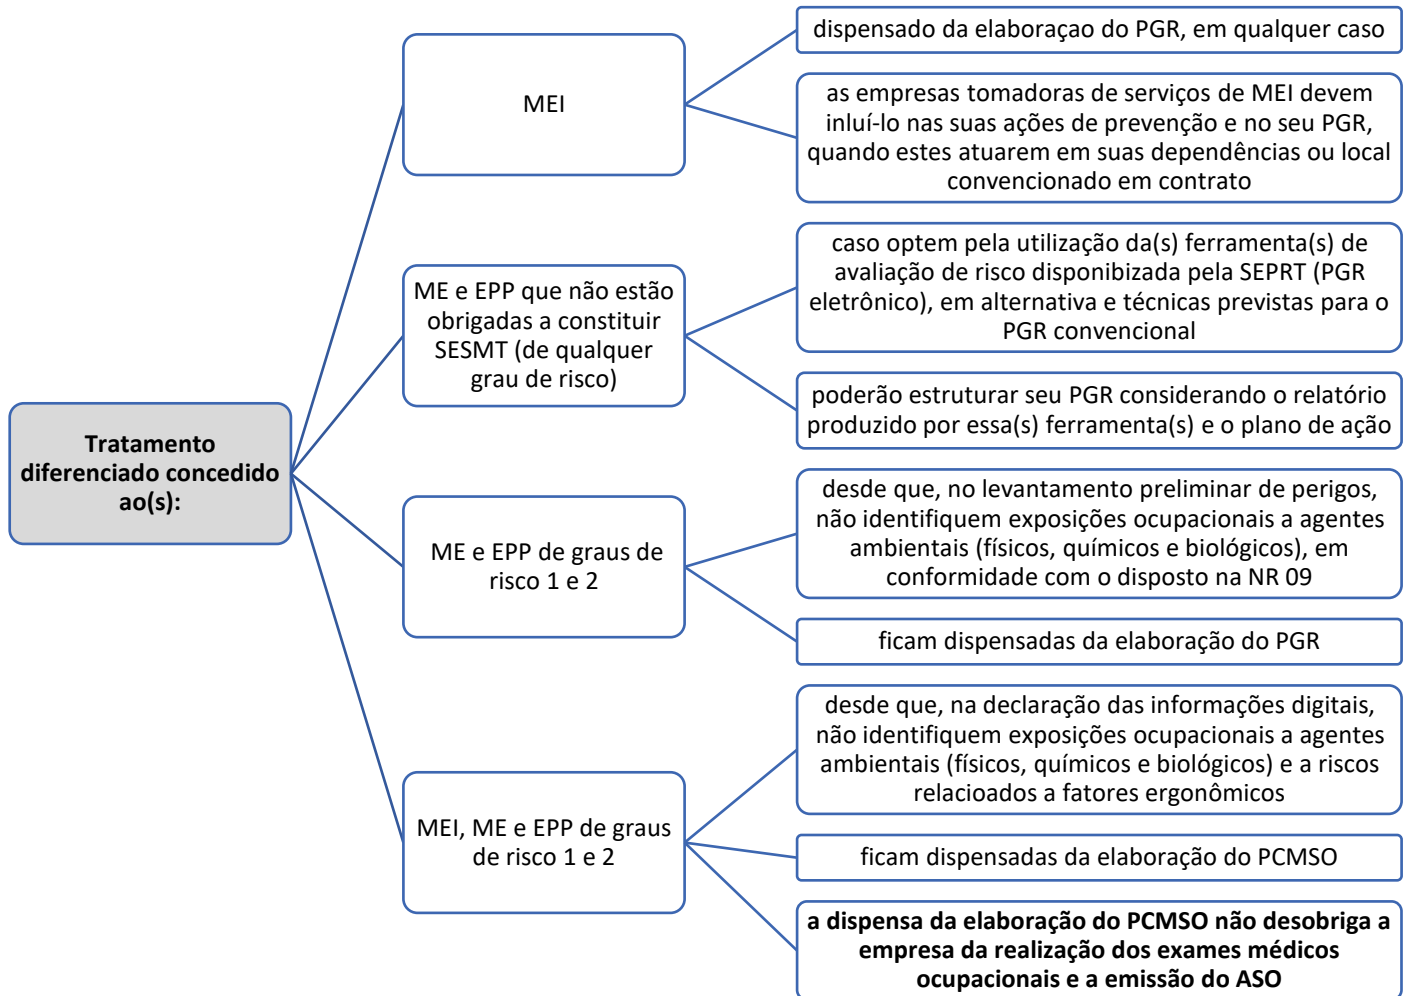 Tratamento
diferenciado concedido
ao(s):
MEI
dispensado da elaboraçao do PGR, em qualquer caso
as empresas tomadoras de serviços de MEI devem
inluí-lo nas suas ações de prevenção e no seu PGR,
quando estes atuarem em suas dependências ou local
convencionado em contrato
ME e EPP que não estão
obrigadas a constituir
SESMT (de qualquer
grau de risco)
caso optem pela utilização da(s) ferramenta(s) de
avaliação de risco disponibizada pela SEPRT (PGR
eletrônico), em alternativa e técnicas previstas para o
PGR convencional
poderão estruturar seu PGR considerando o relatório
produzido por essa(s) ferramenta(s) e o plano de ação
ME e EPP de graus de
risco 1 e 2
desde que, no levantamento preliminar de perigos,
não identifiquem exposições ocupacionais a agentes
ambientais (físicos, químicos e biológicos), em
conformidade com o disposto na NR 09
ficam dispensadas da elaboração do PGR
MEI, ME e EPP de graus
de risco 1 e 2
desde que, na declaração das informações digitais,
não identifiquem exposições ocupacionais a agentes
ambientais (físicos, químicos e biológicos) e a riscos
relacioados a fatores ergonômicos
ficam dispensadas da elaboração do PCMSO
a dispensa da elaboração do PCMSO não desobriga a
empresa da realização dos exames médicos
ocupacionais e a emissão do ASO